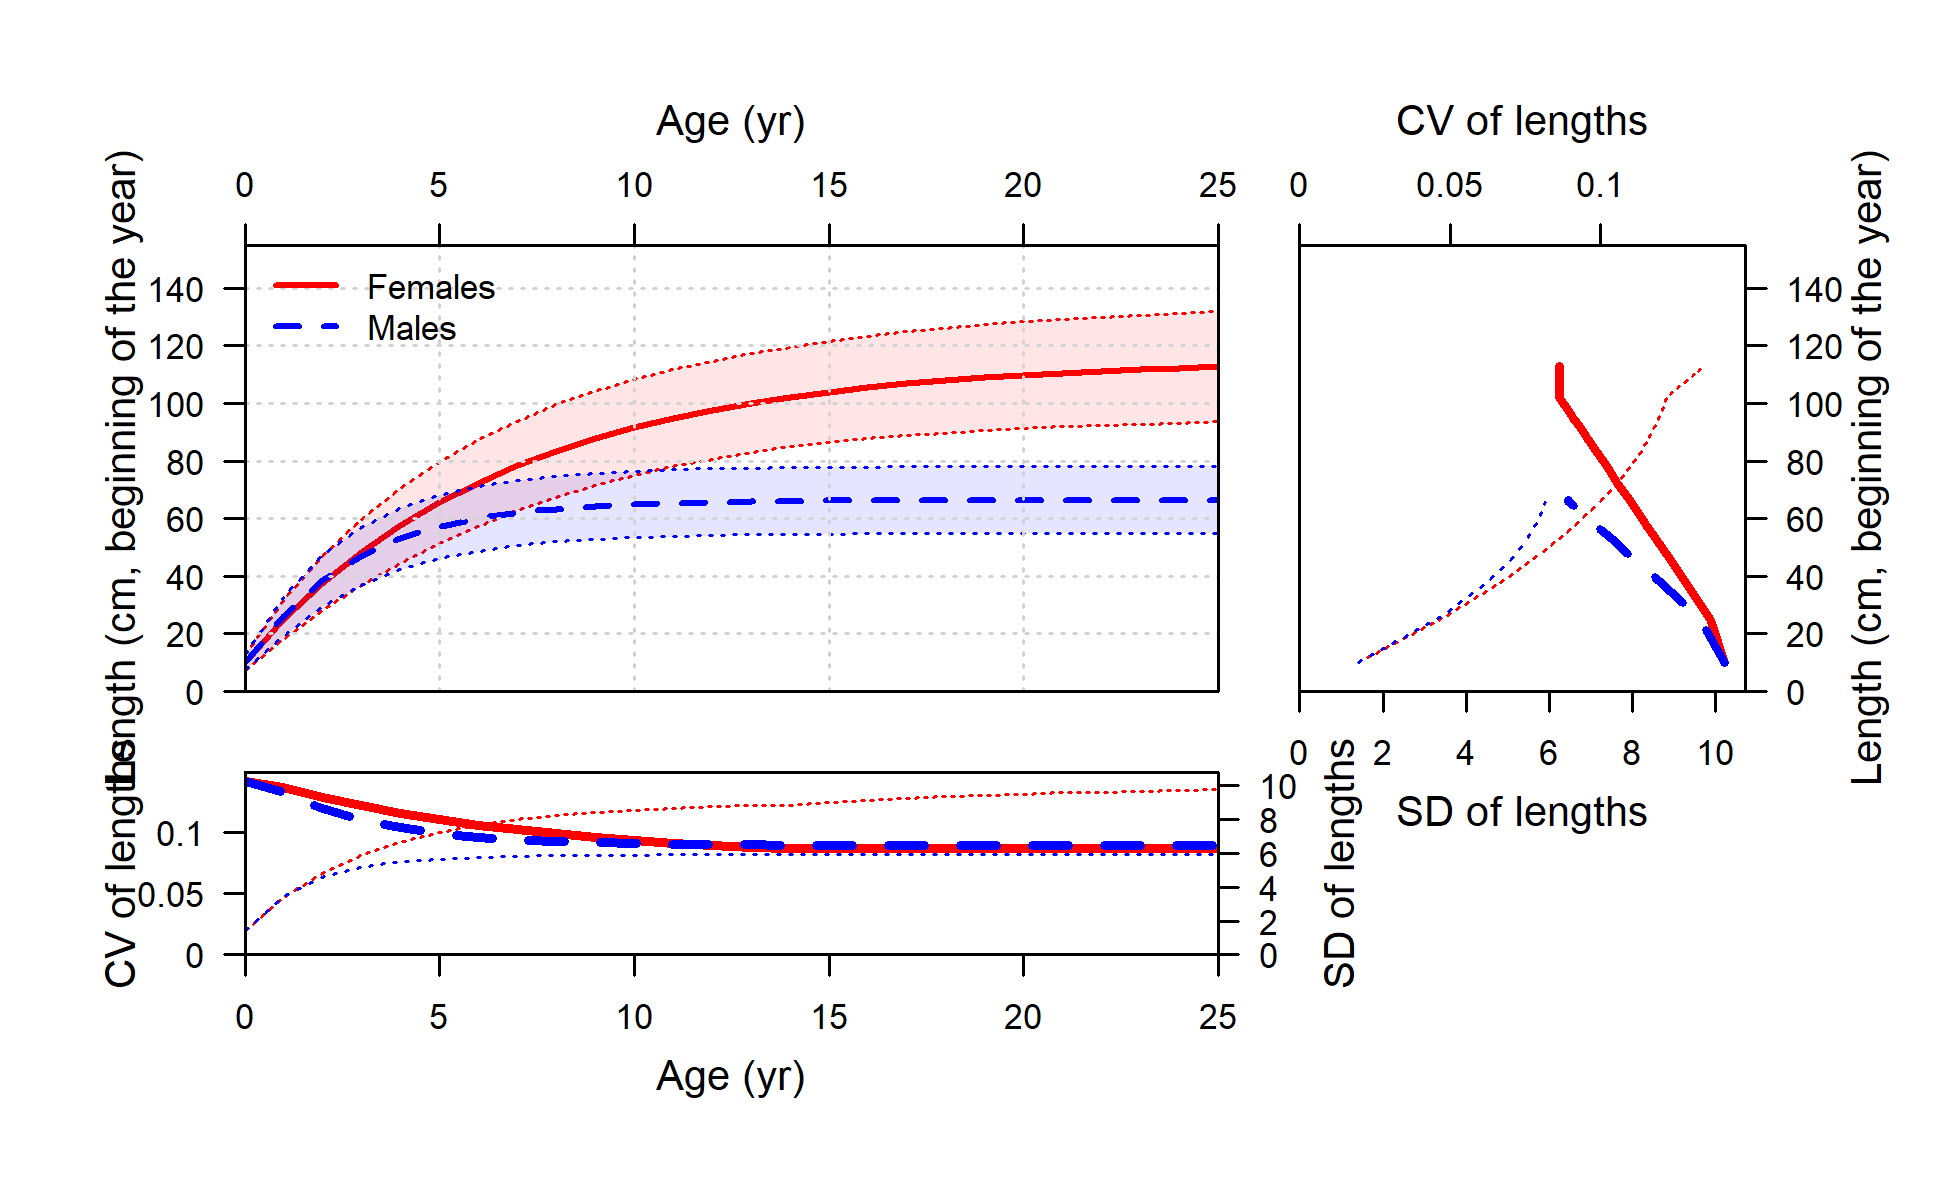 Age (yr)
CV of lengths
0 5 10 15 20 25
0 0.05 0.1
Length (cm, beginning of the year)
140
120
100
80
60
40
20
0
Females
Males
140
120
100
80
60
40
20
0
Length (cm, beginning of the year)
0 2 4 6 8 10
SD of lengths
CV of lengths
0.1
0.05
0
10
8
6
4
2
0
SD of lengths
0 5 10 15 20 25
Age (yr)